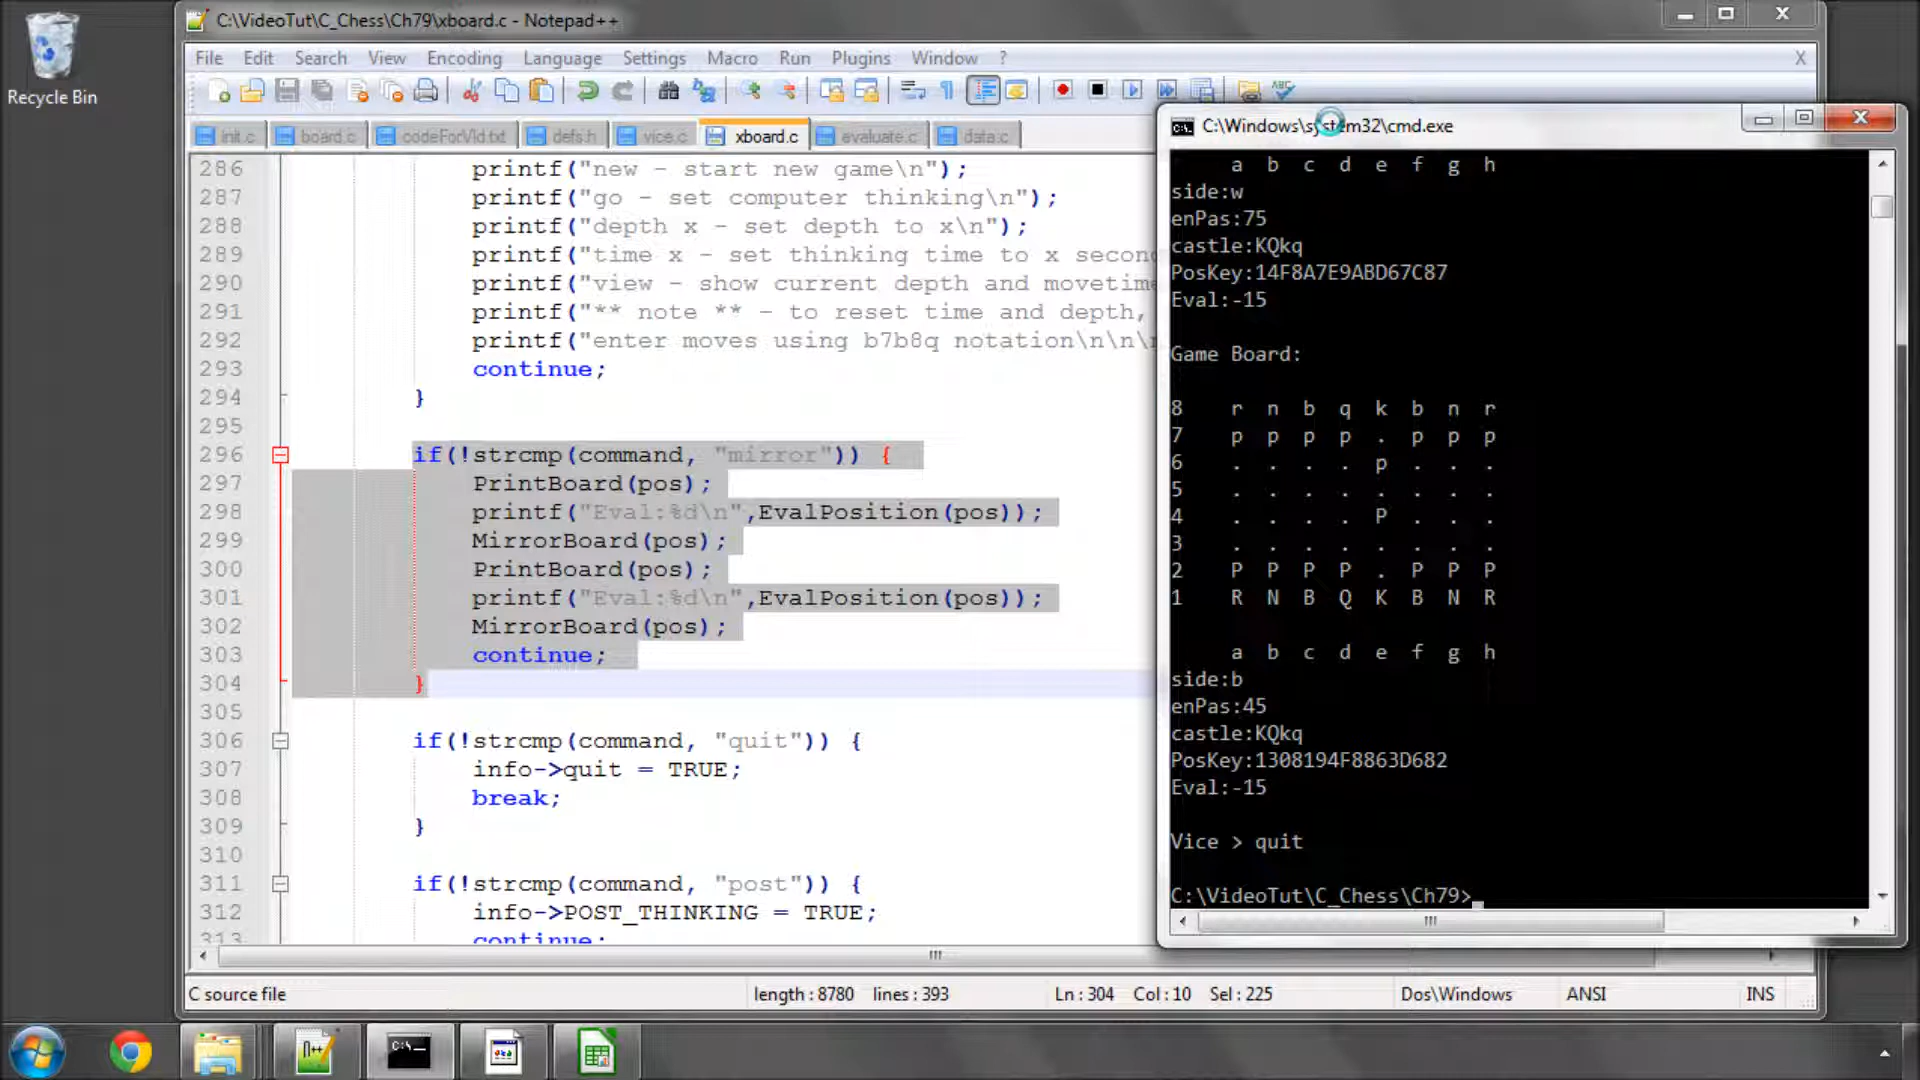 Recycle Bin
C:\VideoTut\C_Chess\Ch79\xboard.c - Notepad++
File Edit Search View Encoding Language Settings Macro Run Plugins Window ? X
init.c board.c codeForVid.txt defs.h vice.c xboard.c evaluate.c data.c
286 printf("new - start new game\n");
287 printf("go - set computer thinking\n");
288 printf("depth x - set depth to x\n");
289 printf("time x - set thinking time to x second
290 printf("view - show current depth and movetime
291 printf("** note ** - to reset time and depth,
292 printf("enter moves using b7b8q notation\n\n\n
293 continue;
294 }
295
296 if(!strcmp(command, "mirror")) {
297 PrintBoard(pos);
298 printf("Eval:%d\n",EvalPosition(pos));
299 MirrorBoard(pos);
300 PrintBoard(pos);
301 printf("Eval:%d\n",EvalPosition(pos));
302 MirrorBoard(pos);
303 continue;
304 }
305
306 if(!strcmp(command, "quit")) {
307 info->quit = TRUE;
308 break;
309 }
310
311 if(!strcmp(command, "post")) {
312 info->POST_THINKING = TRUE;
313 continue;
C source file length : 8780 lines : 393 Ln : 304 Col : 10 Sel : 225 Dos\Windows ANSI INS
C:\Windows\system32\cmd.exe
a b c d e f g h
side:w
enPas:75
castle:KQkq
PosKey:14F8A7E9ABD67C87
Eval:-15
Game Board:
8 r n b q k b n r
7 p p p p . p p p
6 . . . . p . . .
5 . . . . . . . .
4 . . . . P . . .
3 . . . . . . . .
2 P P P P . P P P
1 R N B Q K B N R
a b c d e f g h
side:b
enPas:45
castle:KQkq
PosKey:1308194F8863D682
Eval:-15
Vice > quit
C:\VideoTut\C_Chess\Ch79>